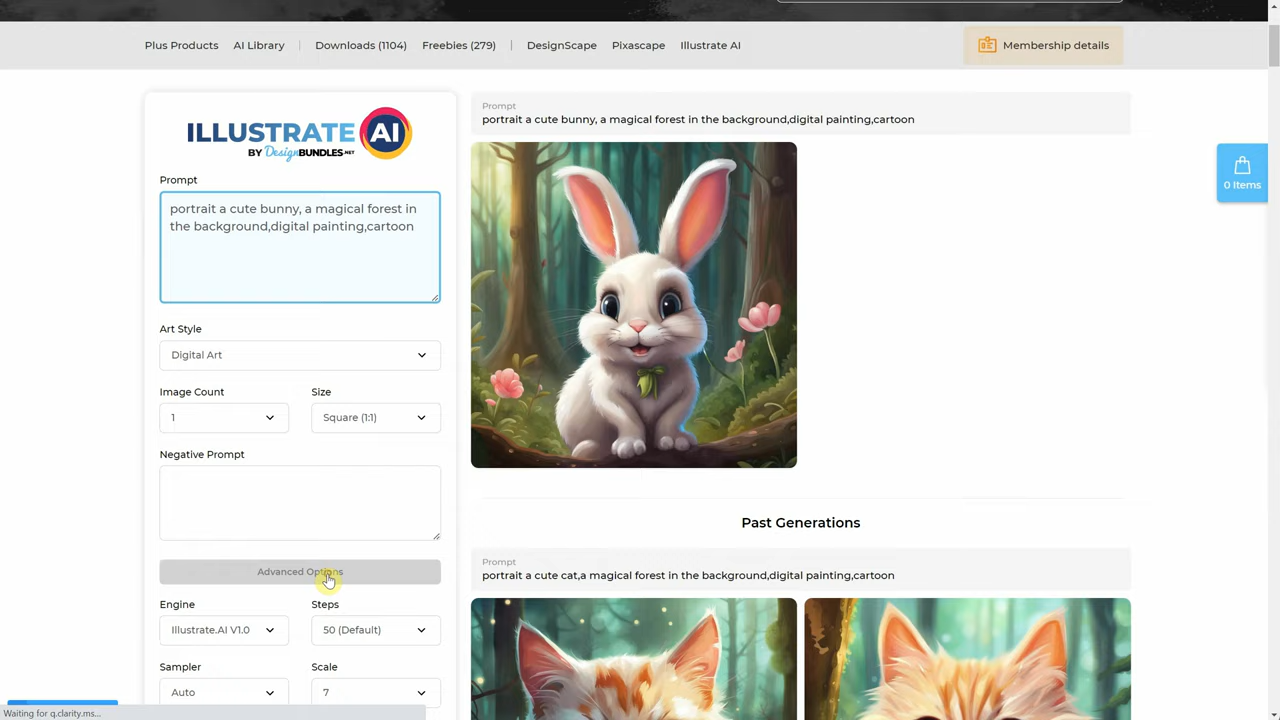 Plus Products AI Library Downloads (1104) Freebies (279) DesignScape Pixascape Illustrate AI Membership details
ILLUSTRATE AI
BY DesignBUNDLES.NET
Prompt
portrait a cute bunny, a magical forest in
the background,digital painting,cartoon
Art Style
Digital Art
Image Count Size
1 Square (1:1)
Negative Prompt
Advanced Options
Engine Steps
Illustrate.AI V1.0 50 (Default)
Sampler Scale
Auto 7
Prompt
portrait a cute bunny, a magical forest in the background,digital painting,cartoon
0 Items
Past Generations
Prompt
portrait a cute cat,a magical forest in the background,digital painting,cartoon
Waiting for q.clarity.ms...